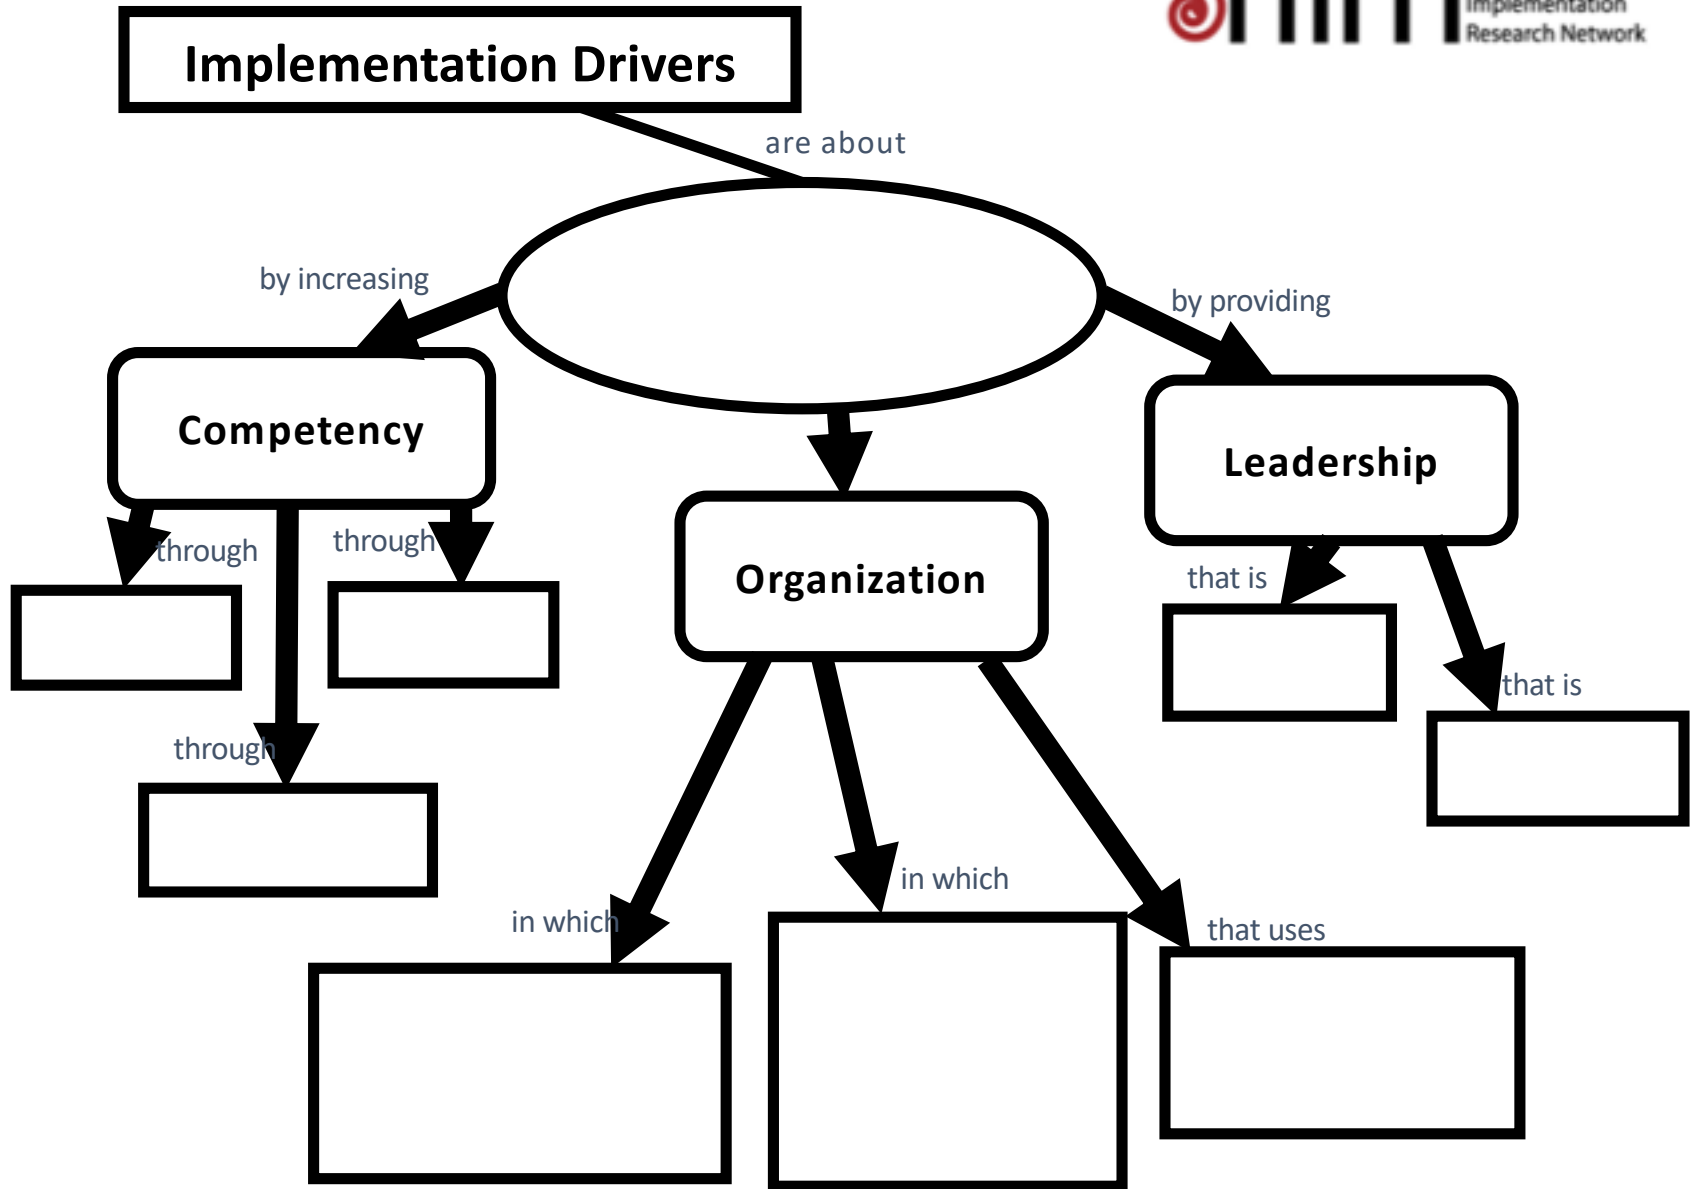 Implementation
Research Network
Implementation Drivers
are about
by increasing
by providing
Competency
Leadership
Organization
through
through
through
that is
that is
in which
in which
that uses